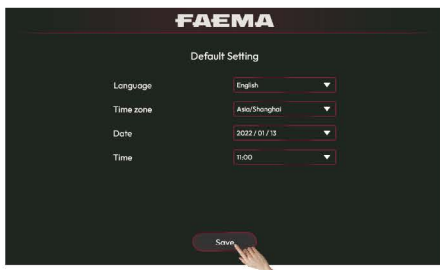 FAEMA
Default Setting
Language English
Time zone Asia/Shanghai
Date 2022 / 01 / 13
Time 11:00
Save